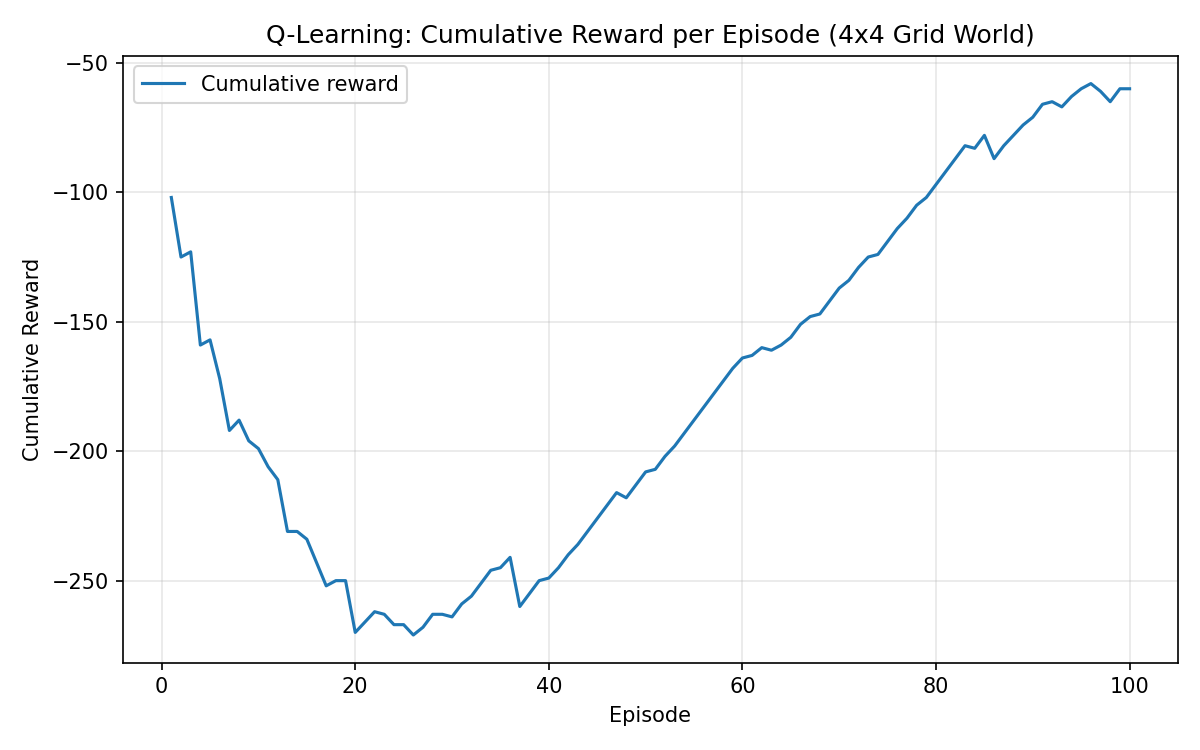 Q-Learning: Cumulative Reward per Episode (4x4 Grid World)
Cumulative reward
−50
−100
−150
−200
−250
Cumulative Reward
0 20 40 60 80 100
Episode